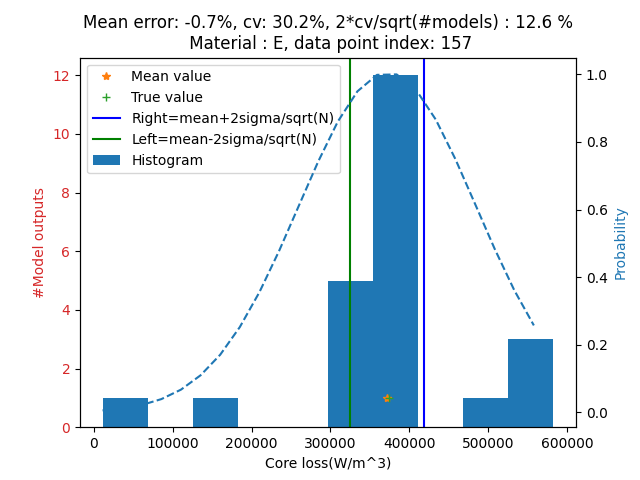 Mean error: -0.7%, cv: 30.2%, 2*cv/sqrt(#models) : 12.6 %
Material : E, data point index: 157
Mean value
True value
Right=mean+2sigma/sqrt(N)
Left=mean-2sigma/sqrt(N)
Histogram
#Model outputs
12
10
8
6
4
2
0
1.0
0.8
0.6
0.4
0.2
0.0
Probability
0 100000 200000 300000 400000 500000 600000
Core loss(W/m^3)